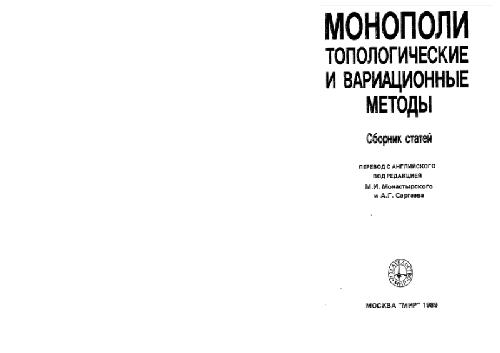 МОНОПОЛИ
ТОПОЛОГИЧЕСКИЕ
И ВАРИАЦИОННЫЕ
МЕТОДЫ
Сборник статей
ПЕРЕВОД С АНГЛИЙСКОГО
ПОД РЕДАКЦИЕЙ
М.И. Монастырского
и А.Г. Сергеева
МОСКВА "МИР" 1989